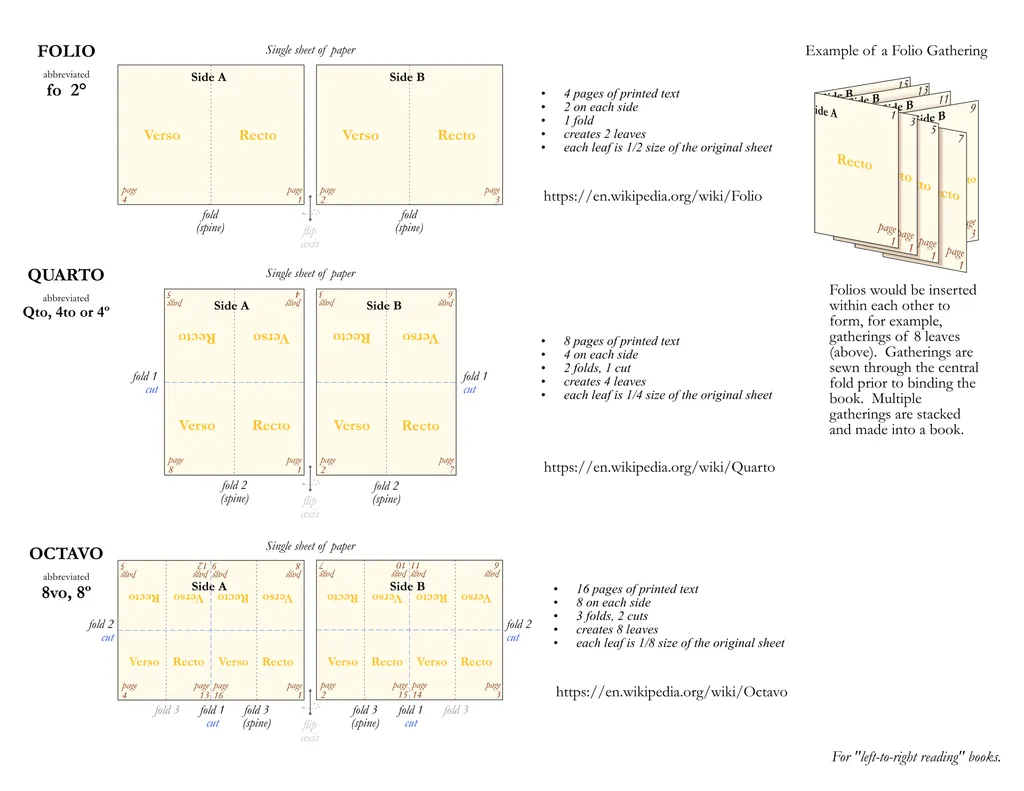 FOLIO
abbreviated
fo 2°
Single sheet of paper
Side A
Verso
Recto
page
4
page
1
Side B
Verso
Recto
page
2
page
3
fold
(spine)
flip
axis
fold
(spine)
• 4 pages of printed text
• 2 on each side
• 1 fold
• creates 2 leaves
• each leaf is 1/2 size of the original sheet
https://en.wikipedia.org/wiki/Folio
Example of a Folio Gathering
15
13
11
9
ide B
ide B
de B
ide B
ide A
1
3
5
7
Recto
cto
cto
ecto
to
page
1
page
1
page
1
page
1
age
3
Folios would be inserted
within each other to
form, for example,
gatherings of 8 leaves
(above). Gatherings are
sewn through the central
fold prior to binding the
book. Multiple
gatherings are stacked
and made into a book.
QUARTO
abbreviated
Qto, 4to or 4º
Single sheet of paper
page
5
page
4
Side A
Recto
Verso
page
3
page
6
Side B
Recto
Verso
fold 1
cut
fold 1
cut
Verso
Recto
page
8
page
1
Verso
Recto
page
2
page
7
fold 2
(spine)
flip
axis
fold 2
(spine)
• 8 pages of printed text
• 4 on each side
• 2 folds, 1 cut
• creates 4 leaves
• each leaf is 1/4 size of the original sheet
https://en.wikipedia.org/wiki/Quarto
OCTAVO
abbreviated
8vo, 8º
Single sheet of paper
page
5
page
12
page
9
page
8
Side A
Recto
Verso
Recto
Verso
page
7
page
10
page
11
page
6
Side B
Recto
Verso
Recto
Verso
fold 2
cut
fold 2
cut
Verso
Recto
Verso
Recto
page
4
page
13
page
16
page
1
Verso
Recto
Verso
Recto
page
2
page
15
page
14
page
3
fold 3
fold 1
cut
fold 3
(spine)
flip
axis
fold 3
(spine)
fold 1
cut
fold 3
• 16 pages of printed text
• 8 on each side
• 3 folds, 2 cuts
• creates 8 leaves
• each leaf is 1/8 size of the original sheet
https://en.wikipedia.org/wiki/Octavo
For "left-to-right reading" books.